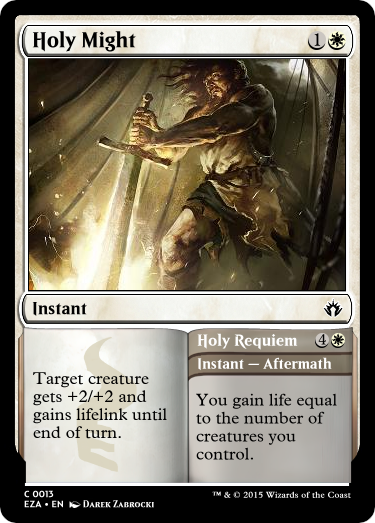 Holy Might 1
Instant
Holy Requiem 4
Instant — Aftermath
Target creature
gets +2/+2 and
gains lifelink until
end of turn.
You gain life equal
to the number of
creatures you
control.
C 0013
EZA • EN DAREK ZABROCKI
™ & © 2015 Wizards of the Coast